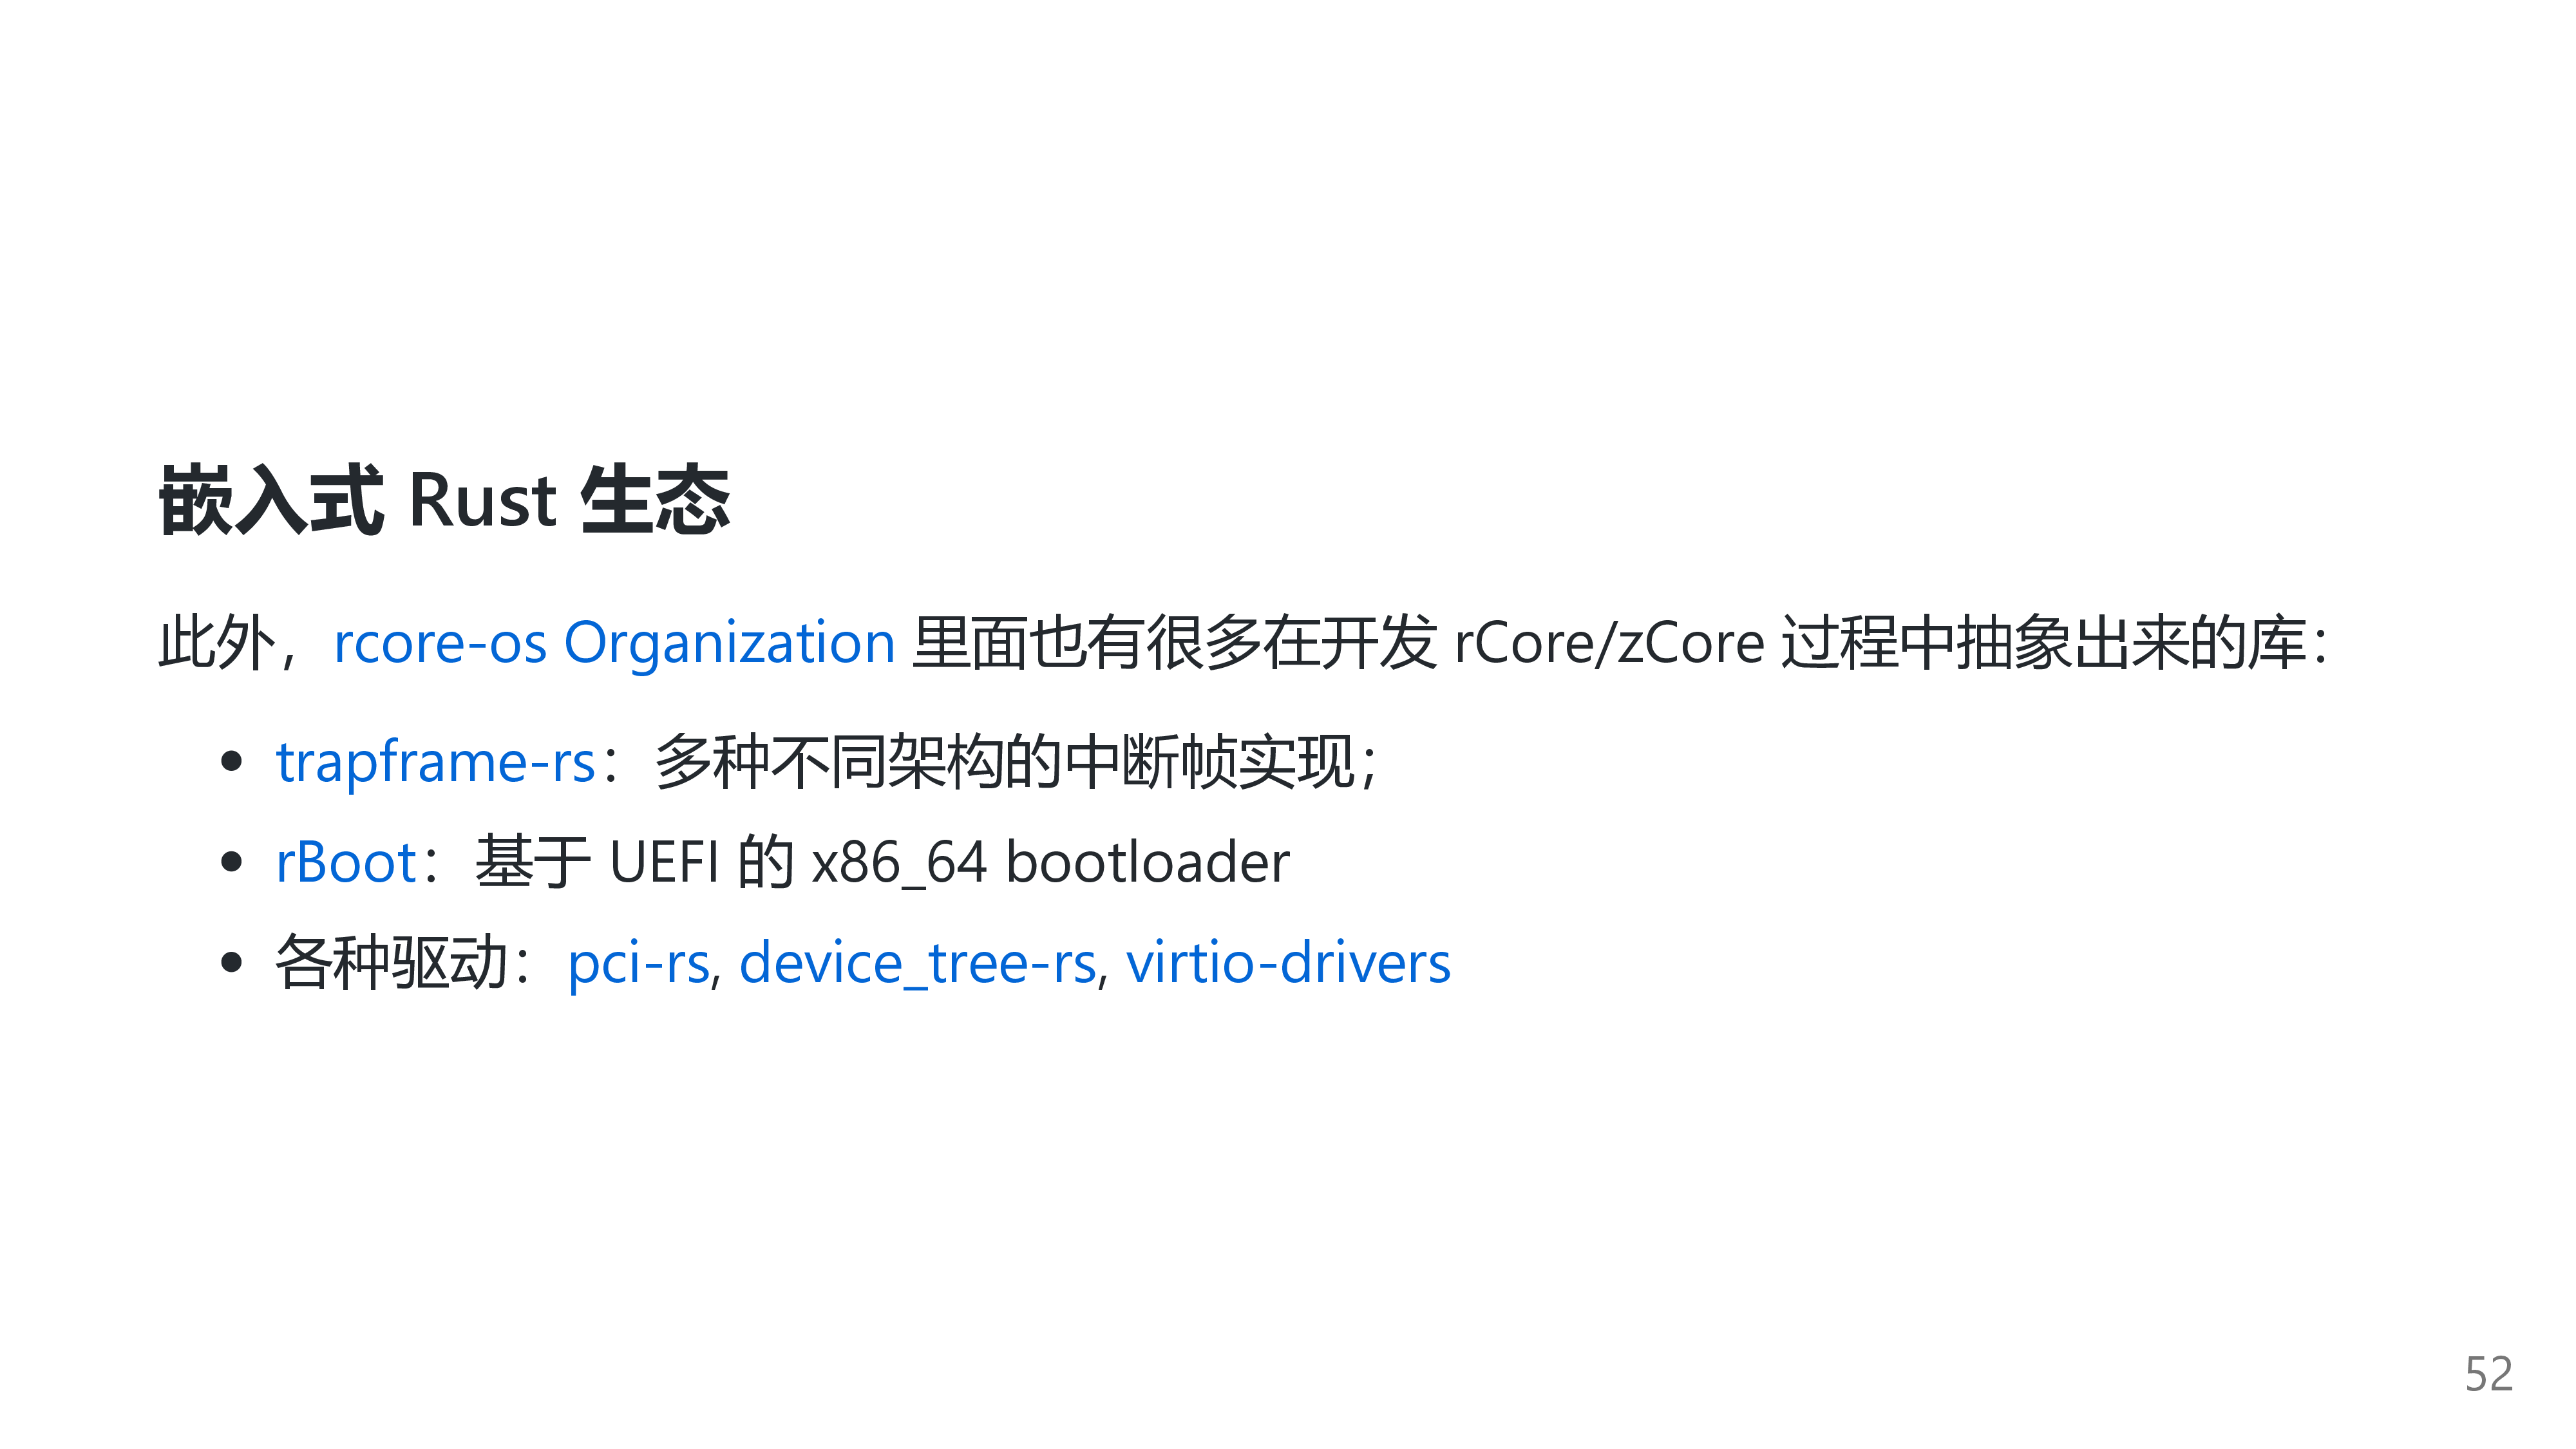 嵌入式 Rust 生态
此外，rcore-os Organization 里面也有很多在开发 rCore/zCore 过程中抽象出来的库：
• trapframe-rs：多种不同架构的中断帧实现；
• rBoot：基于 UEFI 的 x86_64 bootloader
• 各种驱动：pci-rs, device_tree-rs, virtio-drivers
52